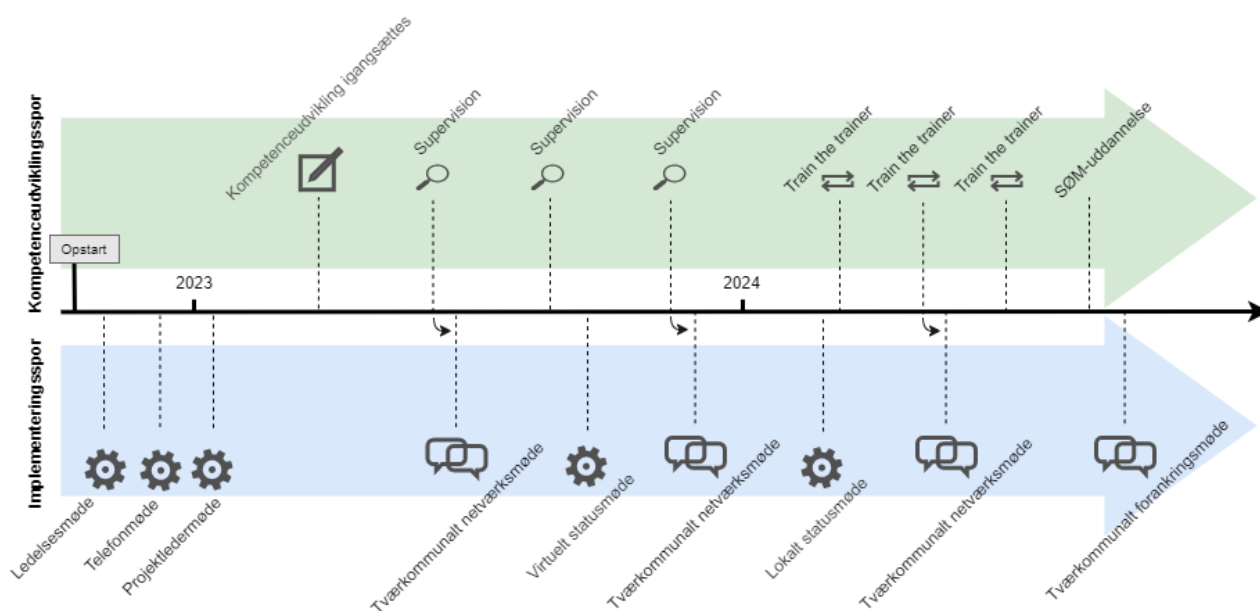 Kompetenceudviklingsspor
Kompetenceudvikling igangsættes
Supervision
Supervision
Supervision
Train the trainer
Train the trainer
Train the trainer
SØM-uddannelse
Opstart
2023
2024
Implementeringsspor
Ledelsesmøde
Telefonmøde
Projektledermøde
Tværkommunalt netværksmøde
Virtuelt statusmøde
Tværkommunalt netværksmøde
Lokalt statusmøde
Tværkommunalt netværksmøde
Tværkommunalt forankringsmøde